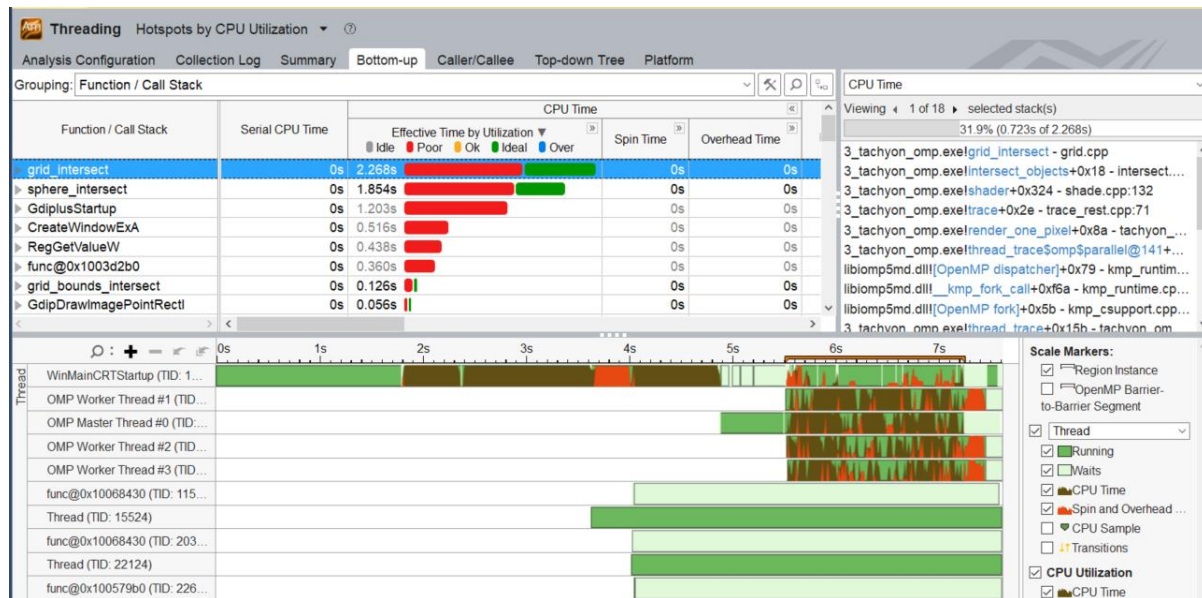 Threading Hotspots by CPU Utilization
Analysis Configuration Collection Log Summary Bottom-up Caller/Callee Top-down Tree Platform
Grouping: Function / Call Stack
CPU Time
Function / Call Stack
Serial CPU Time
CPU Time
Effective Time by Utilization
Idle Poor Ok Ideal Over
Spin Time
Overhead Time
grid_intersect 0s 2.268s 0s 0s
sphere_intersect 0s 1.854s 0s 0s
GdiplusStartup 0s 1.203s 0s 0s
CreateWindowExA 0s 0.516s 0s 0s
RegGetValueW 0s 0.438s 0s 0s
func@0x1003d2b0 0s 0.360s 0s 0s
grid_bounds_intersect 0s 0.126s 0s 0s
GdipDrawImagePointRectI 0s 0.056s 0s 0s
Viewing 1 of 18 selected stack(s)
31.9% (0.723s of 2.268s)
3_tachyon_omp.exe!grid_intersect - grid.cpp
3_tachyon_omp.exe!intersect_objects+0x18 - intersect....
3_tachyon_omp.exe!shader+0x324 - shade.cpp:132
3_tachyon_omp.exe!trace+0x2e - trace_rest.cpp:71
3_tachyon_omp.exe!render_one_pixel+0x8a - tachyon_...
3_tachyon_omp.exe!thread_trace$omp$parallel@141+...
libiomp5md.dll![OpenMP dispatcher]+0x79 - kmp_runtim...
libiomp5md.dll!__kmp_fork_call+0xf6a - kmp_runtime.cp...
libiomp5md.dll![OpenMP fork]+0x5b - kmp_csupport.cpp...
3_tachyon_omp.exe!thread_trace+0x15b - tachyon_om
0s 1s 2s 3s 4s 5s 6s 7s
Thread
WinMainCRTStartup (TID: 1...
OMP Worker Thread #1 (TID...
OMP Master Thread #0 (TID:...
OMP Worker Thread #2 (TID...
OMP Worker Thread #3 (TID...
func@0x10068430 (TID: 115...
Thread (TID: 15524)
func@0x10068430 (TID: 203...
Thread (TID: 22124)
func@0x100579b0 (TID: 226...
Scale Markers:
Region Instance
OpenMP Barrier-
to-Barrier Segment
Thread
Running
Waits
CPU Time
Spin and Overhead ...
CPU Sample
Transitions
CPU Utilization
CPU Time